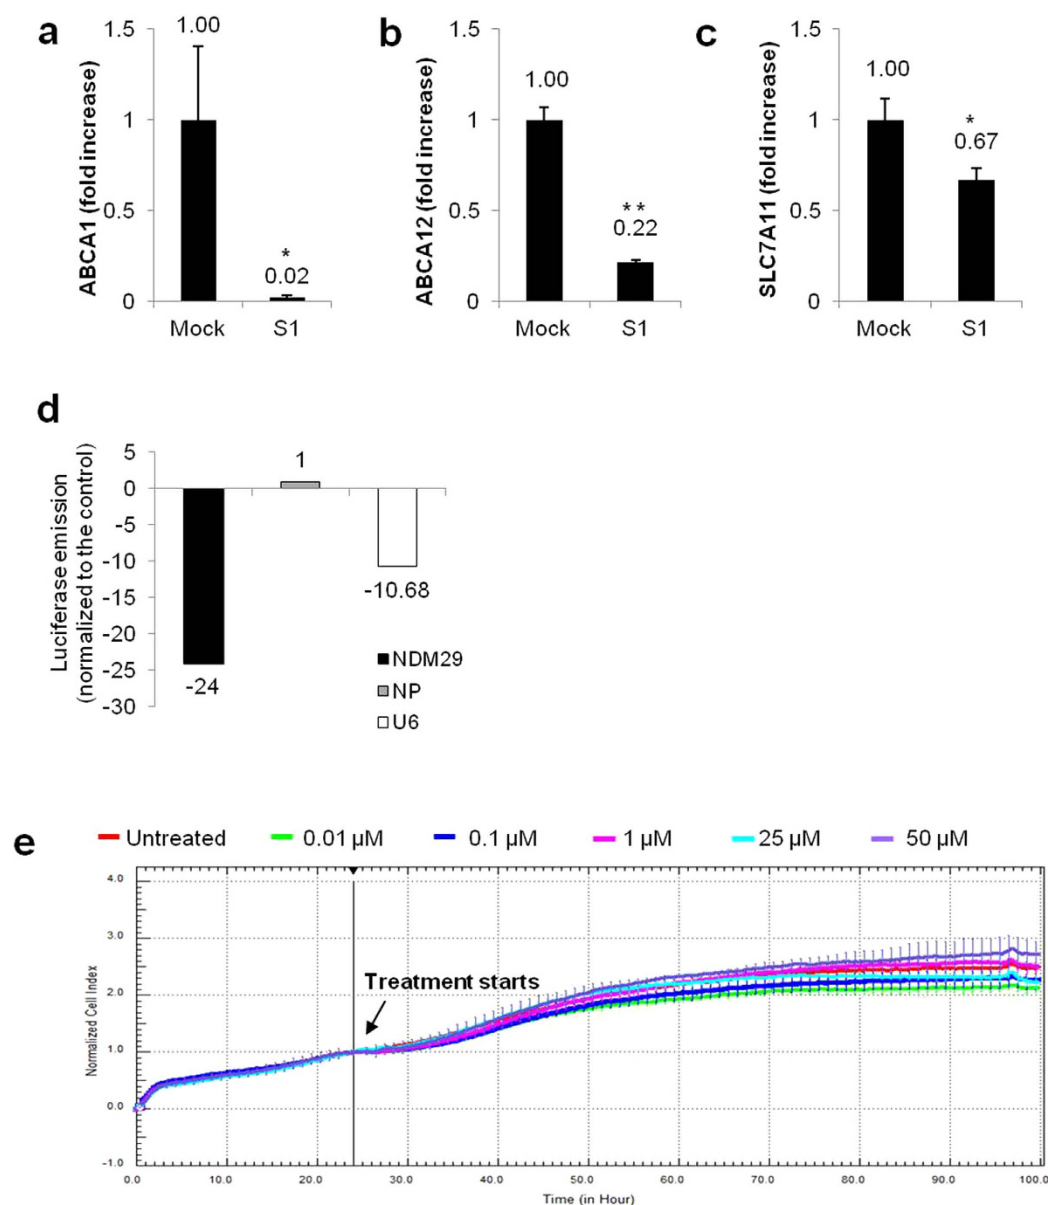 a
ABCA1 (fold increase)
1.5
1
0.5
0
1.00
*
0.02
Mock
S1
b
ABCA12 (fold increase)
1.5
1
0.5
0
1.00
**
0.22
Mock
S1
c
SLC7A11 (fold increase)
1.5
1
0.5
0
1.00
*
0.67
Mock
S1
d
Luciferase emission
(normalized to the control)
5
0
-5
-10
-15
-20
-25
-30
1
-10.68
-24
NDM29
NP
U6
e
Untreated
0.01 µM
0.1 µM
1 µM
25 µM
50 µM
Normalized Cell Index
4.0
3.0
2.0
1.0
0.0
-1.0
Treatment starts
0.0
10.0
20.0
30.0
40.0
50.0
60.0
70.0
80.0
90.0
100.0
Time (in Hour)